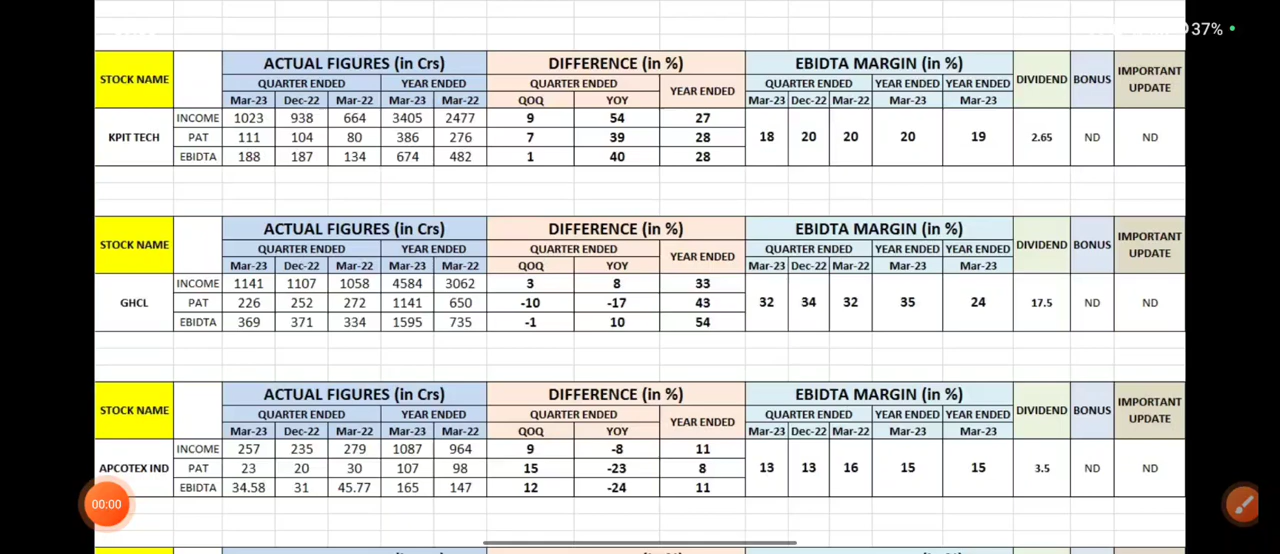 37%
STOCK NAME ACTUAL FIGURES (in Crs) DIFFERENCE (in %) EBIDTA MARGIN (in %) DIVIDEND BONUS IMPORTANT UPDATE
QUARTER ENDED YEAR ENDED QUARTER ENDED YEAR ENDED QUARTER ENDED YEAR ENDED YEAR ENDED
Mar-23 Dec-22 Mar-22 Mar-23 Mar-22 QOQ YOY Mar-23 Dec-22 Mar-22 Mar-23 Mar-23
INCOME 1023 938 664 3405 2477 9 54 27
KPIT TECH PAT 111 104 80 386 276 7 39 28 18 20 20 20 19 2.65 ND ND
EBIDTA 188 187 134 674 482 1 40 28
STOCK NAME ACTUAL FIGURES (in Crs) DIFFERENCE (in %) EBIDTA MARGIN (in %) DIVIDEND BONUS IMPORTANT UPDATE
QUARTER ENDED YEAR ENDED QUARTER ENDED YEAR ENDED QUARTER ENDED YEAR ENDED YEAR ENDED
Mar-23 Dec-22 Mar-22 Mar-23 Mar-22 QOQ YOY Mar-23 Dec-22 Mar-22 Mar-23 Mar-23
INCOME 1141 1107 1058 4584 3062 3 8 33
GHCL PAT 226 252 272 1141 650 -10 -17 43 32 34 32 35 24 17.5 ND ND
EBIDTA 369 371 334 1595 735 -1 10 54
STOCK NAME ACTUAL FIGURES (in Crs) DIFFERENCE (in %) EBIDTA MARGIN (in %) DIVIDEND BONUS IMPORTANT UPDATE
QUARTER ENDED YEAR ENDED QUARTER ENDED YEAR ENDED QUARTER ENDED YEAR ENDED YEAR ENDED
Mar-23 Dec-22 Mar-22 Mar-23 Mar-22 QOQ YOY Mar-23 Dec-22 Mar-22 Mar-23 Mar-23
INCOME 257 235 279 1087 964 9 -8 11
APCOTEX IND PAT 23 20 30 107 98 15 -23 8 13 13 16 15 15 3.5 ND ND
EBIDTA 34.58 31 45.77 165 147 12 -24 11
00:00